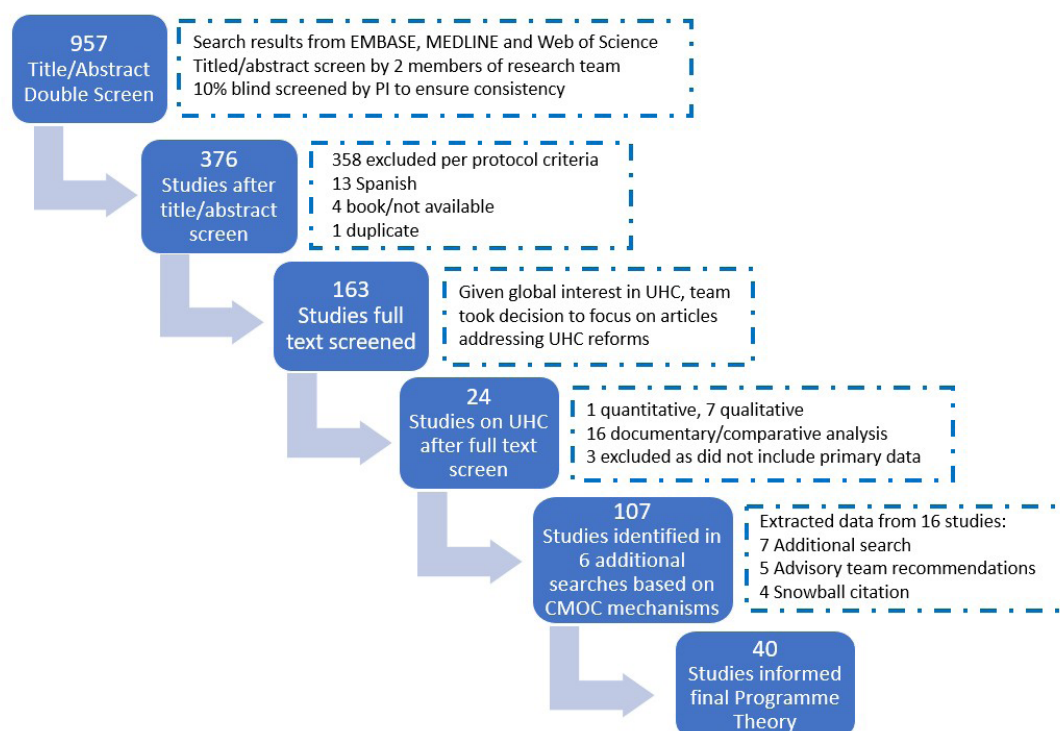 957
Title/Abstract
Double Screen
Search results from EMBASE, MEDLINE and Web of Science
Titled/abstract screen by 2 members of research team
10% blind screened by PI to ensure consistency
376
Studies after
title/abstract
screen
358 excluded per protocol criteria
13 Spanish
4 book/not available
1 duplicate
163
Studies full
text screened
Given global interest in UHC, team
took decision to focus on articles
addressing UHC reforms
24
Studies on UHC
after full text
screen
1 quantitative, 7 qualitative
16 documentary/comparative analysis
3 excluded as did not include primary data
107
Studies identified in
6 additional
searches based on
CMOC mechanisms
Extracted data from 16 studies:
7 Additional search
5 Advisory team recommendations
4 Snowball citation
40
Studies informed
final Programme
Theory